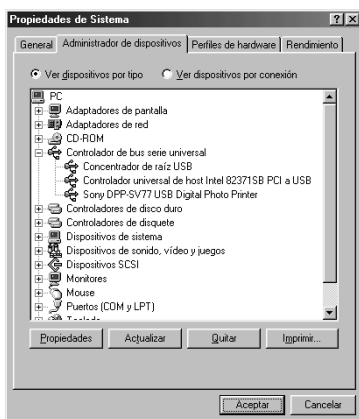 Propiedades de Sistema
General Administrador de dispositivos Perfiles de hardware Rendimiento
Ver dispositivos por tipo Ver dispositivos por conexión
PC
Adaptadores de pantalla
Adaptadores de red
CD-ROM
Controlador de bus serie universal
Concentrador de raíz USB
Controlador universal de host Intel 82371SB PCI a USB
Sony DPP-SV77 USB Digital Photo Printer
Controladores de disco duro
Controladores de disquete
Dispositivos de sistema
Dispositivos de sonido, vídeo y juegos
Dispositivos SCSI
Monitores
Mouse
Puertos (COM y LPT)
Propiedades Actualizar Quitar Imprimir...
Aceptar Cancelar